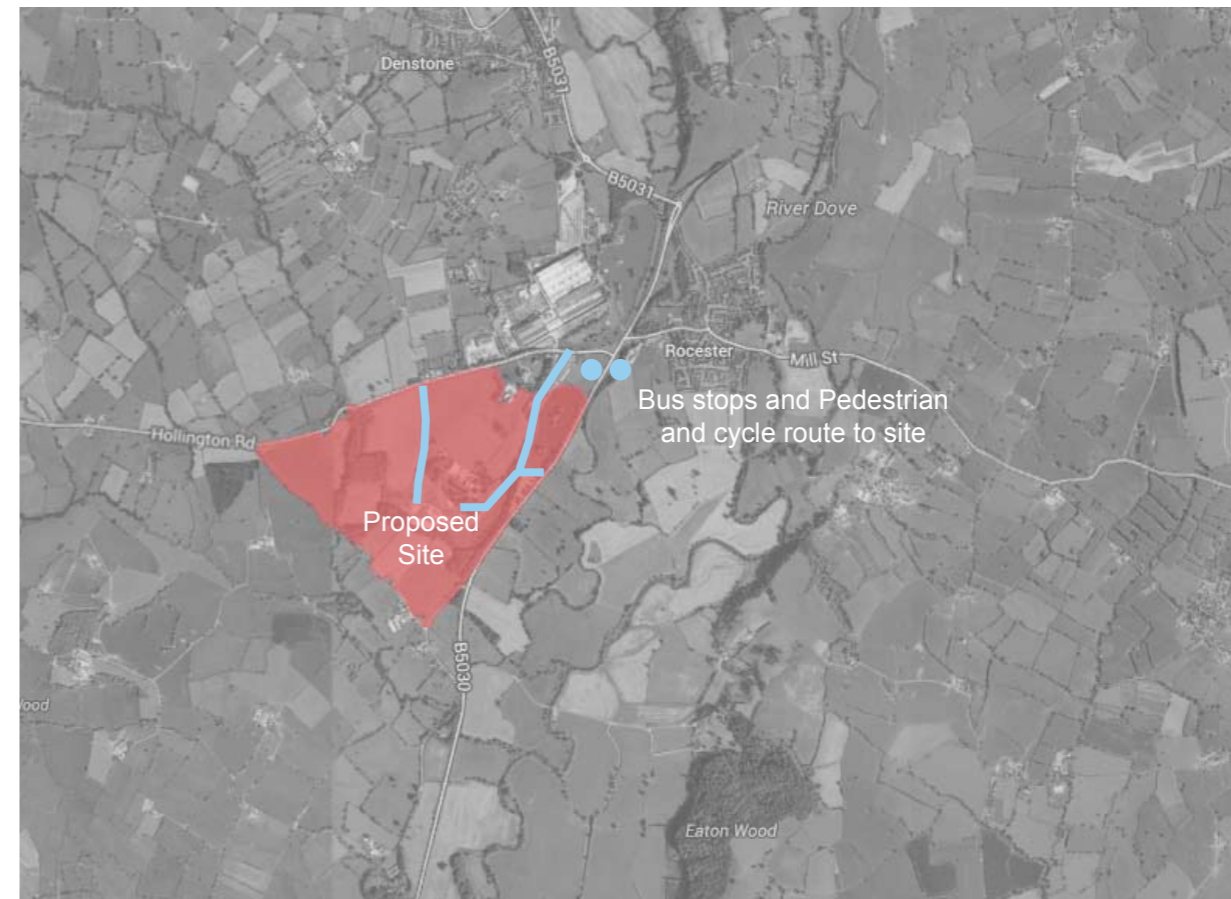 Denstone
B5031
B5031
River Dove
Rocester
Mill St
Bus stops and Pedestrian
and cycle route to site
Hollington Rd
Proposed
Site
B5030
Eaton Wood